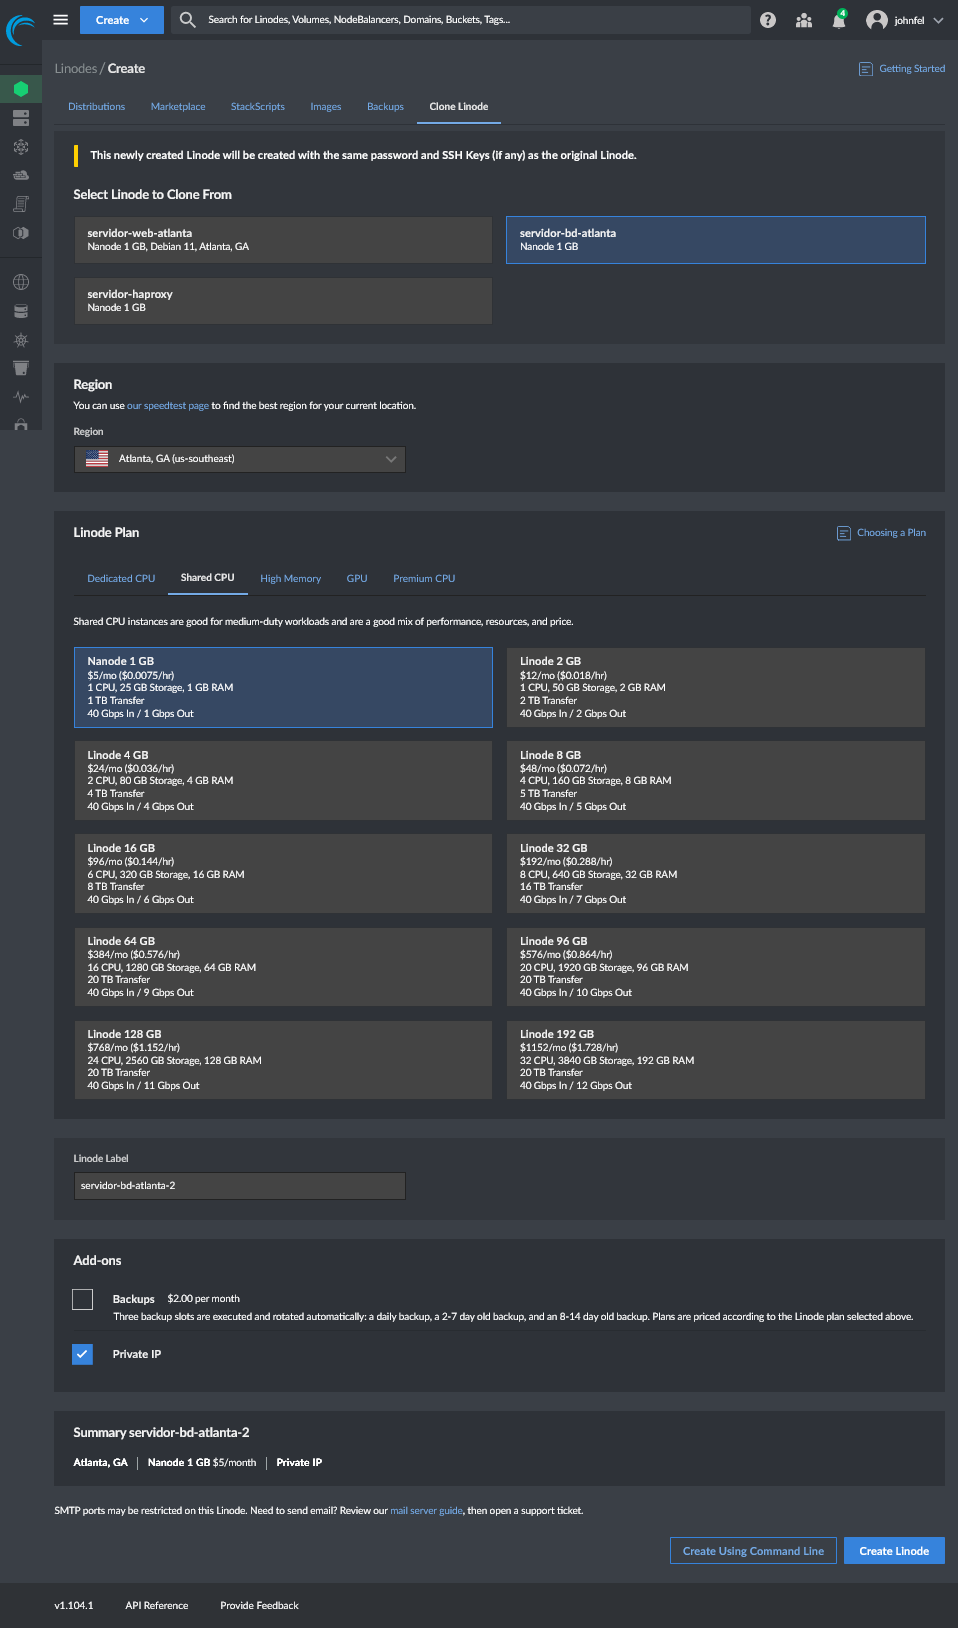 Create
Search for Linodes, Volumes, NodeBalancers, Domains, Buckets, Tags...
4
johnfel
Linodes / Create
Getting Started
Distributions
Marketplace
StackScripts
Images
Backups
Clone Linode
This newly created Linode will be created with the same password and SSH Keys (if any) as the original Linode.
Select Linode to Clone From
servidor-web-atlanta
Nanode 1 GB, Debian 11, Atlanta, GA
servidor-bd-atlanta
Nanode 1 GB
servidor-haproxy
Nanode 1 GB
Region
You can use our speedtest page to find the best region for your current location.
Region
Atlanta, GA (us-southeast)
Linode Plan
Choosing a Plan
Dedicated CPU
Shared CPU
High Memory
GPU
Premium CPU
Shared CPU instances are good for medium-duty workloads and are a good mix of performance, resources, and price.
Nanode 1 GB
$5/mo ($0.0075/hr)
1 CPU, 25 GB Storage, 1 GB RAM
1 TB Transfer
40 Gbps In / 1 Gbps Out
Linode 2 GB
$12/mo ($0.018/hr)
1 CPU, 50 GB Storage, 2 GB RAM
2 TB Transfer
40 Gbps In / 2 Gbps Out
Linode 4 GB
$24/mo ($0.036/hr)
2 CPU, 80 GB Storage, 4 GB RAM
4 TB Transfer
40 Gbps In / 4 Gbps Out
Linode 8 GB
$48/mo ($0.072/hr)
4 CPU, 160 GB Storage, 8 GB RAM
5 TB Transfer
40 Gbps In / 5 Gbps Out
Linode 16 GB
$96/mo ($0.144/hr)
6 CPU, 320 GB Storage, 16 GB RAM
8 TB Transfer
40 Gbps In / 6 Gbps Out
Linode 32 GB
$192/mo ($0.288/hr)
8 CPU, 640 GB Storage, 32 GB RAM
16 TB Transfer
40 Gbps In / 7 Gbps Out
Linode 64 GB
$384/mo ($0.576/hr)
16 CPU, 1280 GB Storage, 64 GB RAM
20 TB Transfer
40 Gbps In / 9 Gbps Out
Linode 96 GB
$576/mo ($0.864/hr)
20 CPU, 1920 GB Storage, 96 GB RAM
20 TB Transfer
40 Gbps In / 10 Gbps Out
Linode 128 GB
$768/mo ($1.152/hr)
24 CPU, 2560 GB Storage, 128 GB RAM
20 TB Transfer
40 Gbps In / 11 Gbps Out
Linode 192 GB
$1152/mo ($1.728/hr)
32 CPU, 3840 GB Storage, 192 GB RAM
20 TB Transfer
40 Gbps In / 12 Gbps Out
Linode Label
servidor-bd-atlanta-2
Add-ons
Backups $2.00 per month
Three backup slots are executed and rotated automatically: a daily backup, a 2-7 day old backup, and an 8-14 day old backup. Plans are priced according to the Linode plan selected above.
Private IP
Summary servidor-bd-atlanta-2
Atlanta, GA | Nanode 1 GB $5/month | Private IP
SMTP ports may be restricted on this Linode. Need to send email? Review our mail server guide, then open a support ticket.
Create Using Command Line
Create Linode
v1.104.1
API Reference
Provide Feedback